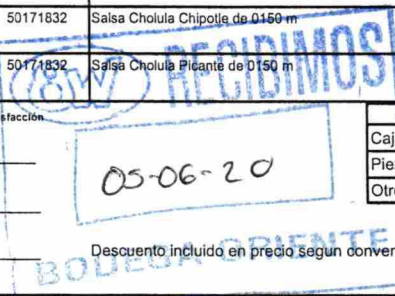 50171832 Salsa Cholula Chipotle de 0150 m
50171832 Salsa Cholula Picante de 0150 m
RECIBIMOS
sfacción
Caj
Pie
Otr
05-06-20
Descuento incluido en precio segun conver
BODEGA ORIENTE